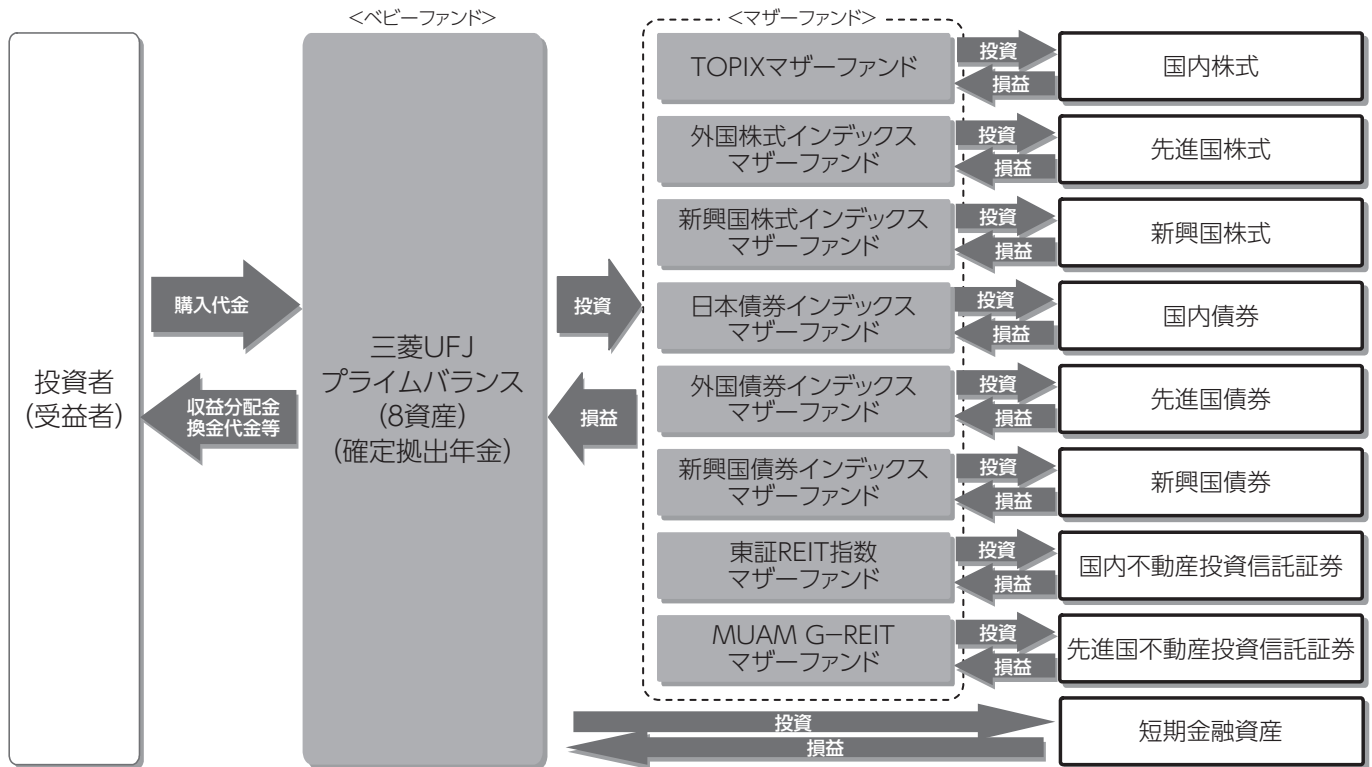 <ベビーファンド>
<マザーファンド>
投資者
(受益者)
購入代金
収益分配金
換金代金等
三菱UFJ
プライムバランス
(8資産)
(確定拠出年金)
投資
損益
TOPIXマザーファンド
投資
損益
国内株式
外国株式インデックス
マザーファンド
投資
損益
先進国株式
新興国株式インデックス
マザーファンド
投資
損益
新興国株式
日本債券インデックス
マザーファンド
投資
損益
国内債券
外国債券インデックス
マザーファンド
投資
損益
先進国債券
新興国債券インデックス
マザーファンド
投資
損益
新興国債券
東証REIT指数
マザーファンド
投資
損益
国内不動産投資信託証券
MUAM G−REIT
マザーファンド
投資
損益
先進国不動産投資信託証券
投資
損益
短期金融資産